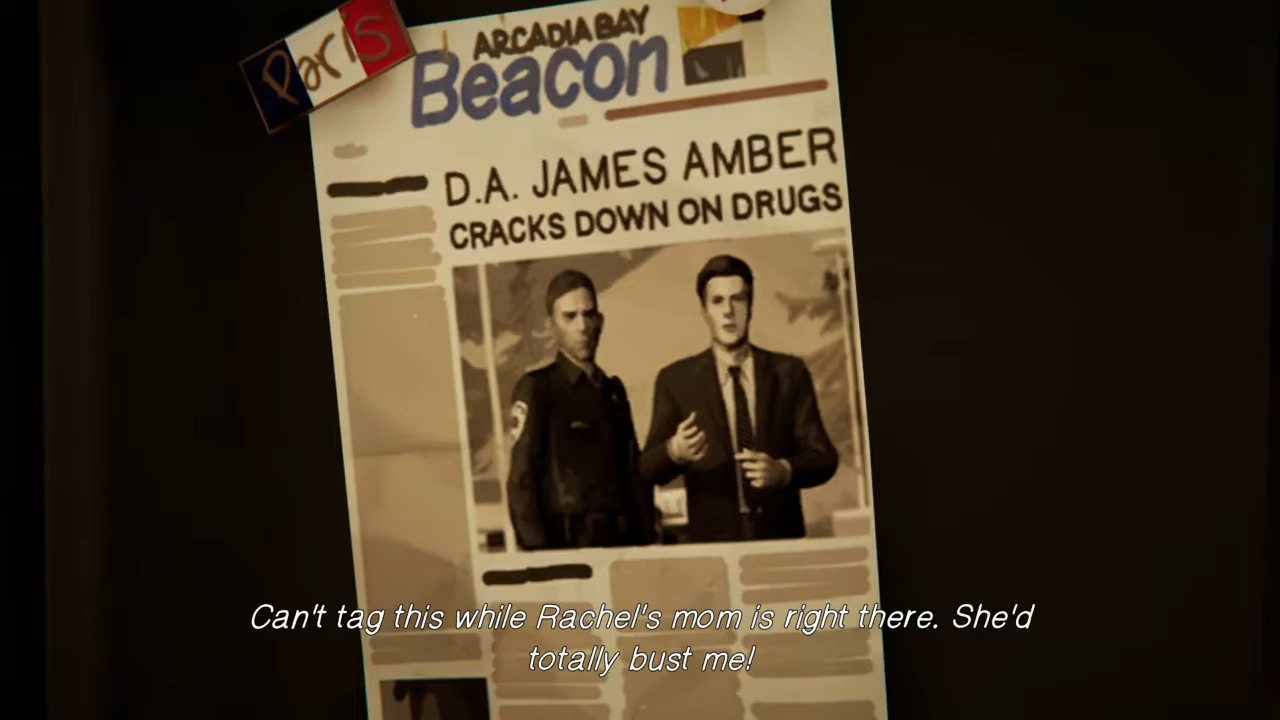 Paris
ARCADIA BAY
Beacon
D.A. JAMES AMBER
CRACKS DOWN ON DRUGS
Can't tag this while Rachel's mom is right there. She'd
totally bust me!